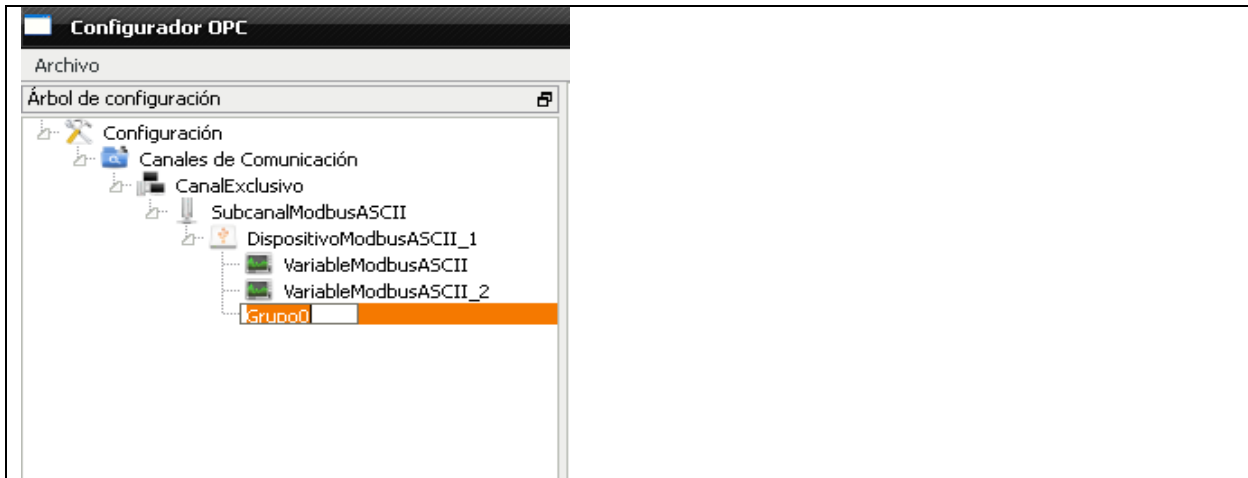 Configurador OPC
Archivo
Árbol de configuración
Configuración
Canales de Comunicación
CanalExclusivo
SubcanalModbusASCII
DispositivoModbusASCII_1
VariableModbusASCII
VariableModbusASCII_2
Grupo0